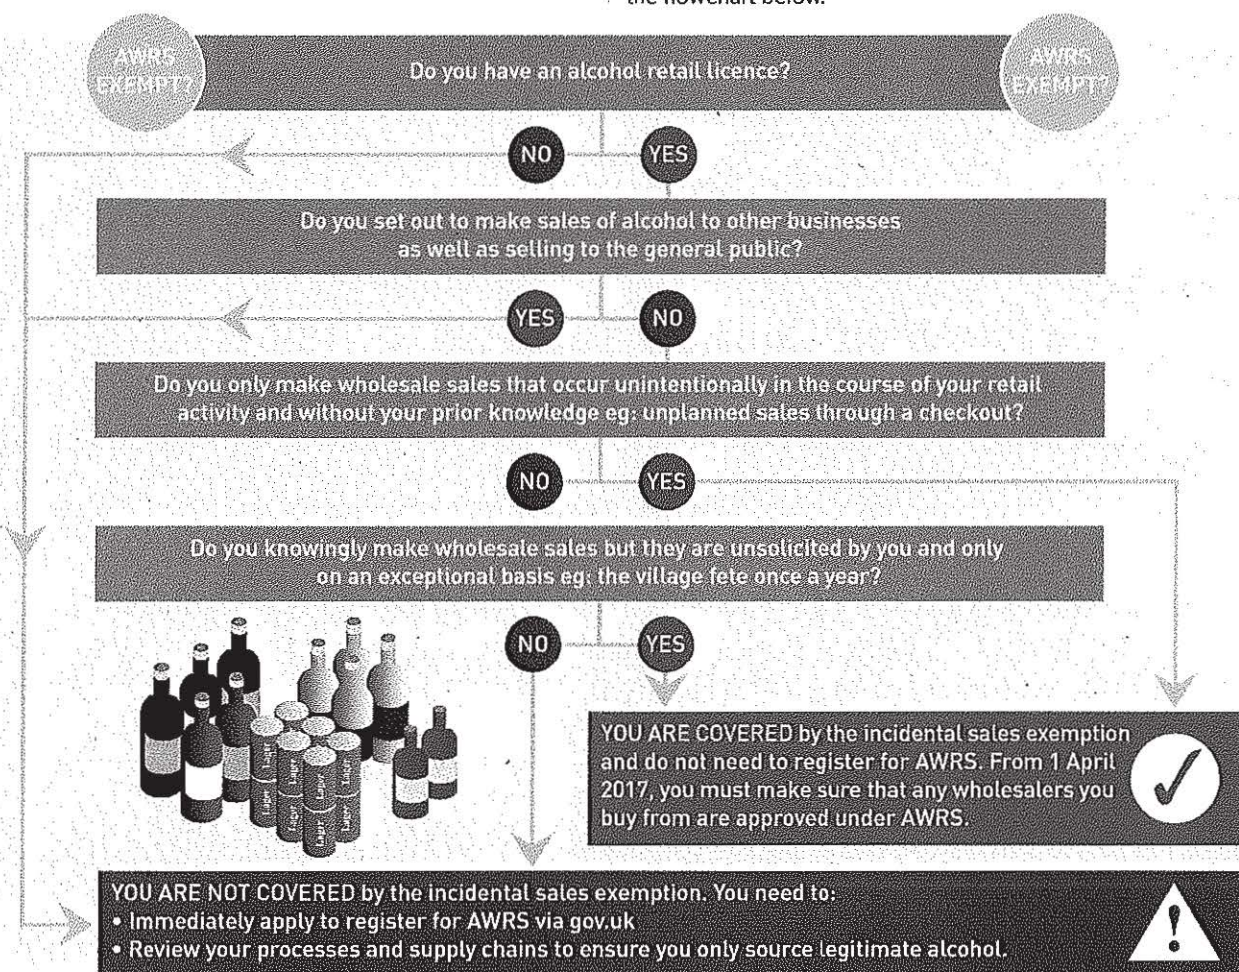 the flowchart below.
AWRS
EXEMPT?
Do you have an alcohol retail licence?
AWRS
EXEMPT?
NO
YES
Do you set out to make sales of alcohol to other businesses
as well as selling to the general public?
YES
NO
Do you only make wholesale sales that occur unintentionally in the course of your retail
activity and without your prior knowledge eg: unplanned sales through a checkout?
NO
YES
Do you knowingly make wholesale sales but they are unsolicited by you and only
on an exceptional basis eg: the village fete once a year?
NO
YES
Lager
Lager
Lager
Lager
Lager
Lager
Lager
Lager
YOU ARE COVERED by the incidental sales exemption
and do not need to register for AWRS. From 1 April
2017, you must make sure that any wholesalers you
buy from are approved under AWRS.
YOU ARE NOT COVERED by the incidental sales exemption. You need to:
• Immediately apply to register for AWRS via gov.uk
• Review your processes and supply chains to ensure you only source legitimate alcohol.